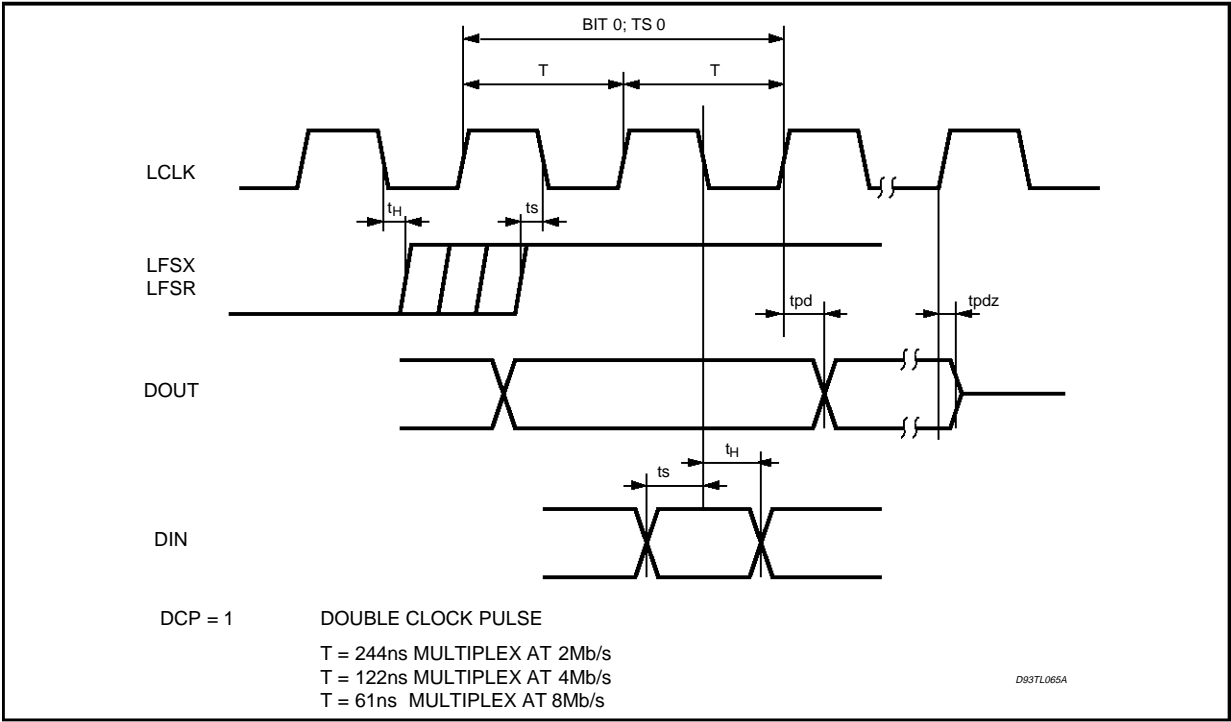 BIT 0; TS 0
T T
LCLK
tH ts
LFSX
LFSR
tpd tpdz
DOUT
tH
ts
DIN
DCP = 1 DOUBLE CLOCK PULSE
T = 244ns MULTIPLEX AT 2Mb/s
T = 122ns MULTIPLEX AT 4Mb/s
T = 61ns MULTIPLEX AT 8Mb/s
D93TL065A